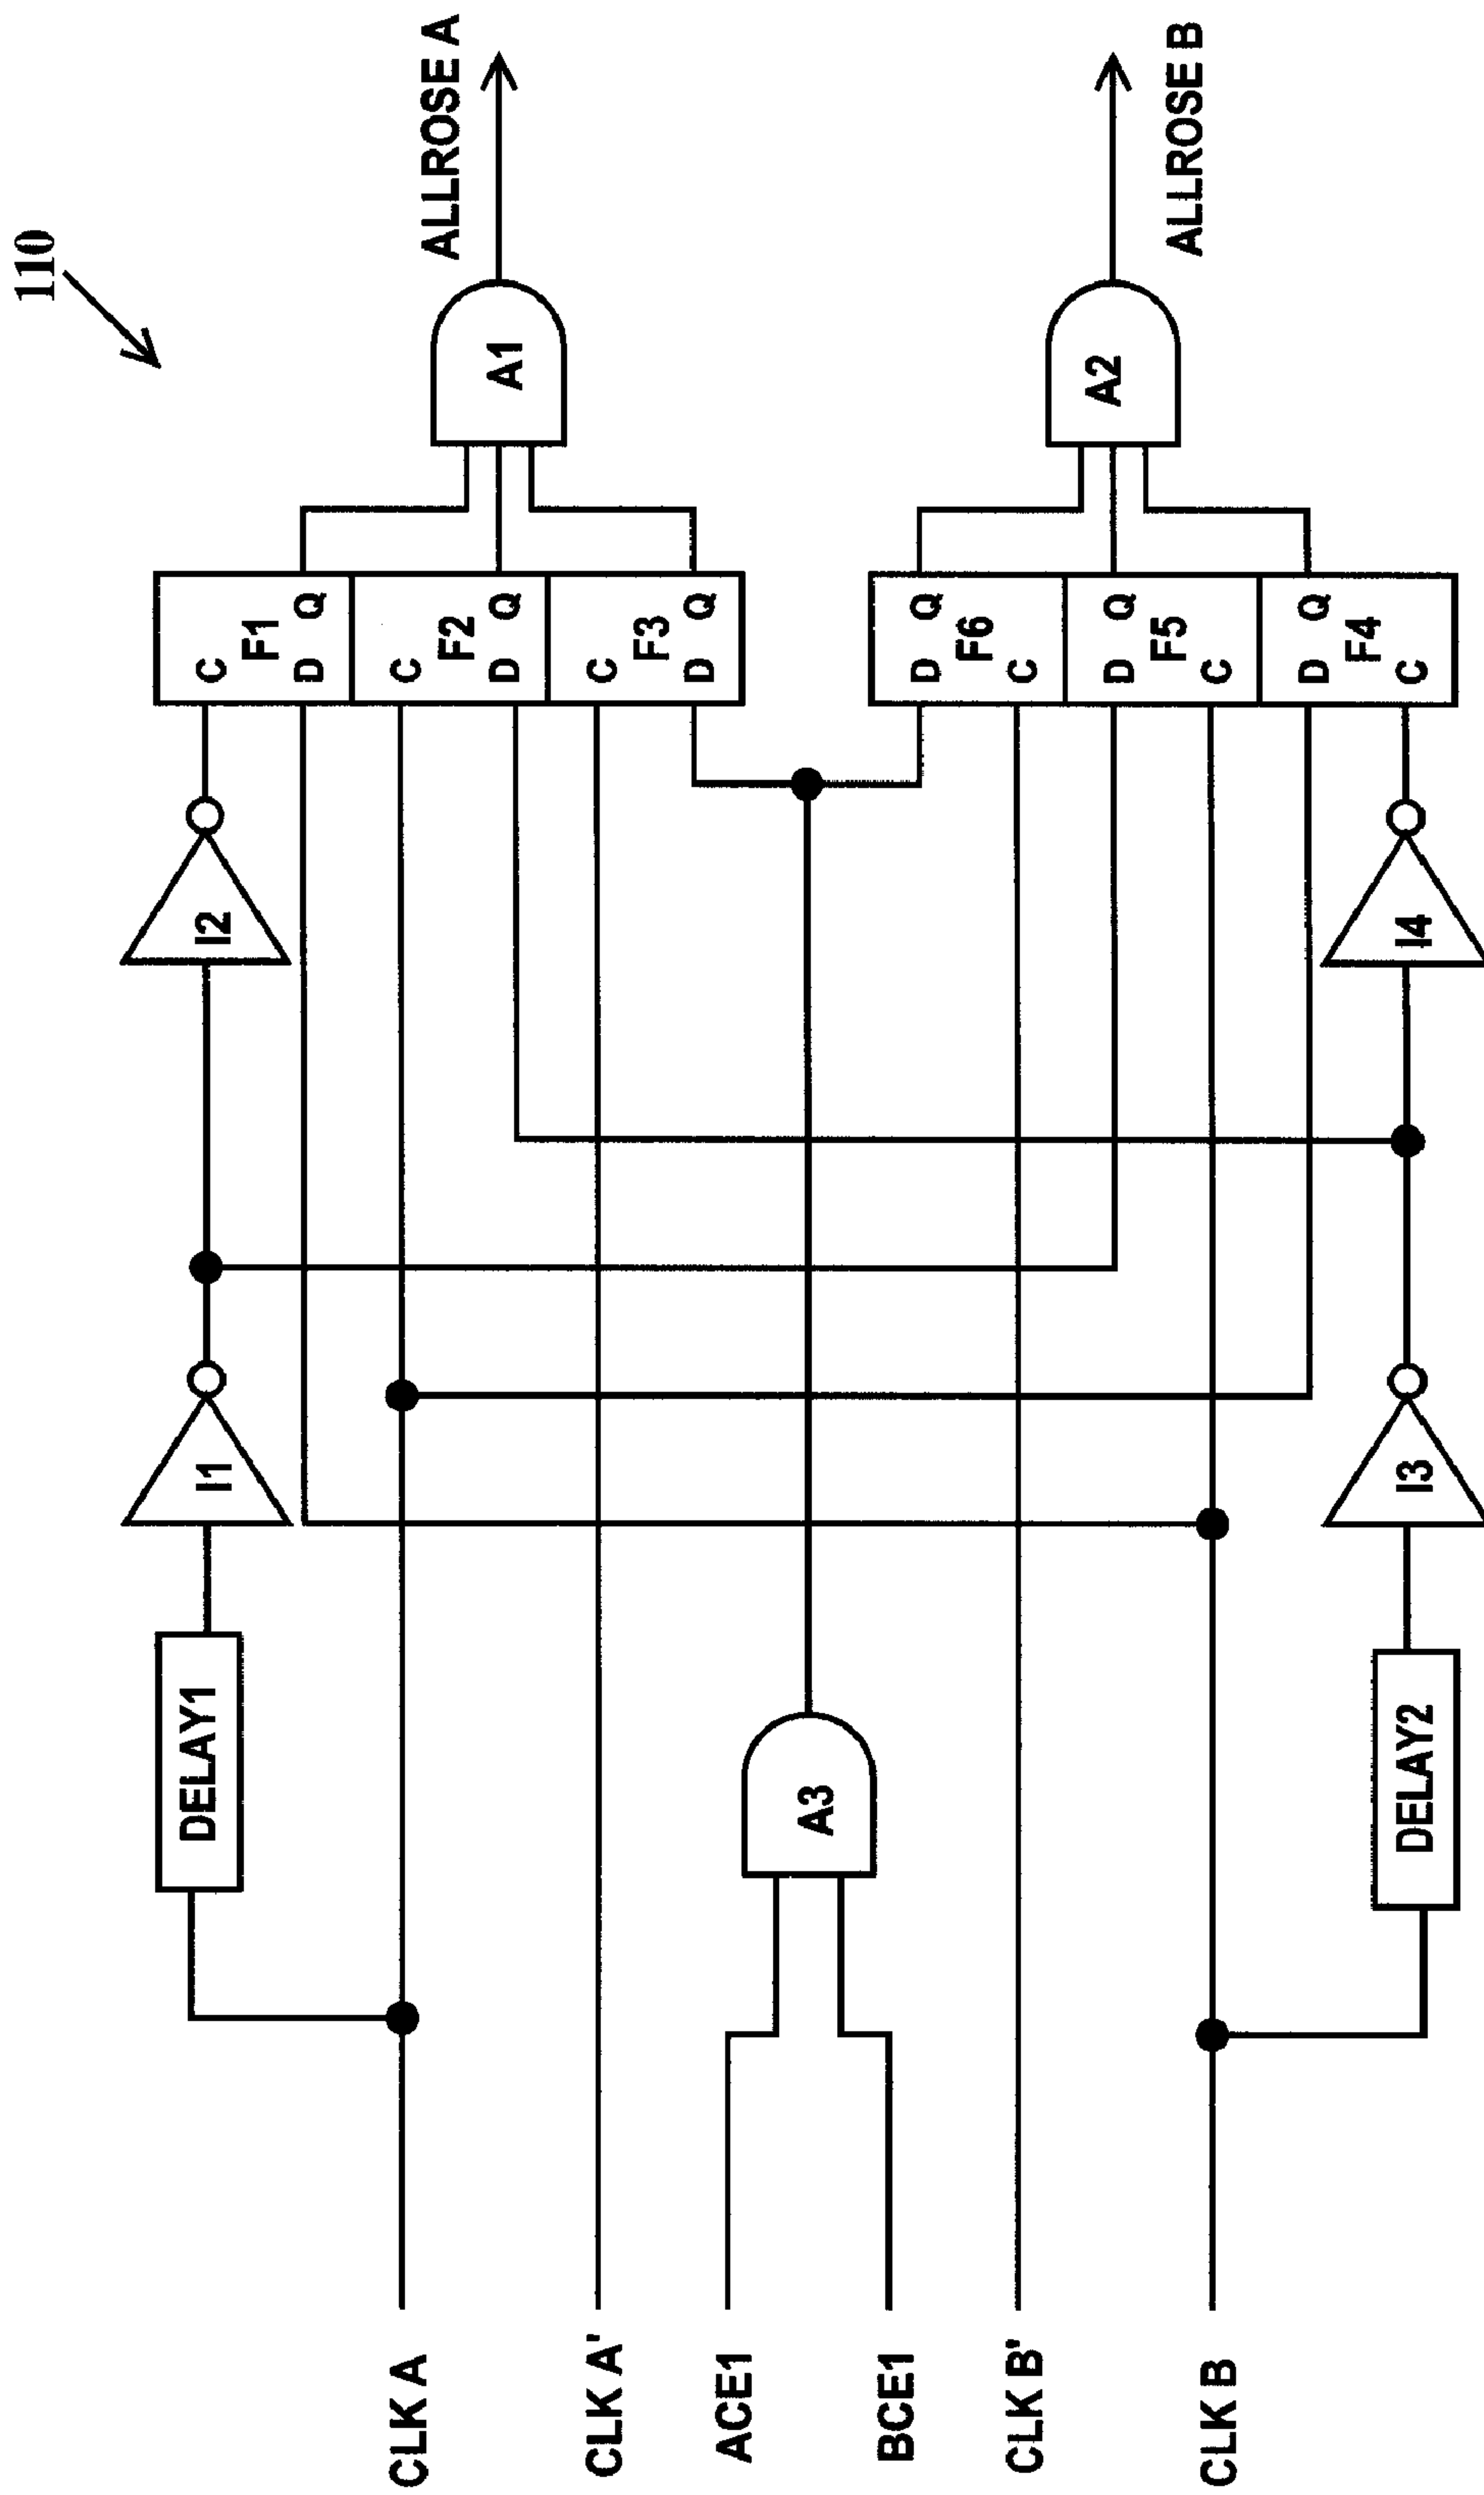 110
CLK A
CLK A'
ACE1
BCE1
CLK B'
CLK B
DELAY1
A3
DELAY2
I1
I3
I2
I4
C
F1
D Q
C
F2
D Q
C
F3
D Q
D Q
F6
C
D Q
F5
C
D Q
F4
C
A1
A2
ALLROSE A
ALLROSE B